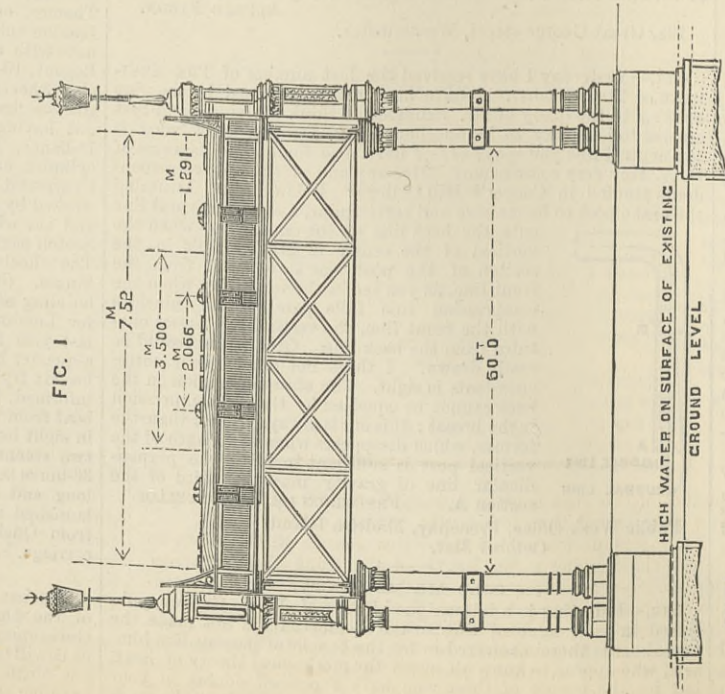 FIG. 1
M
7.52
M
3.500
M
2.066
M
1.291
FT
60.0
HIGH WATER ON SURFACE OF EXISTING
GROUND LEVEL